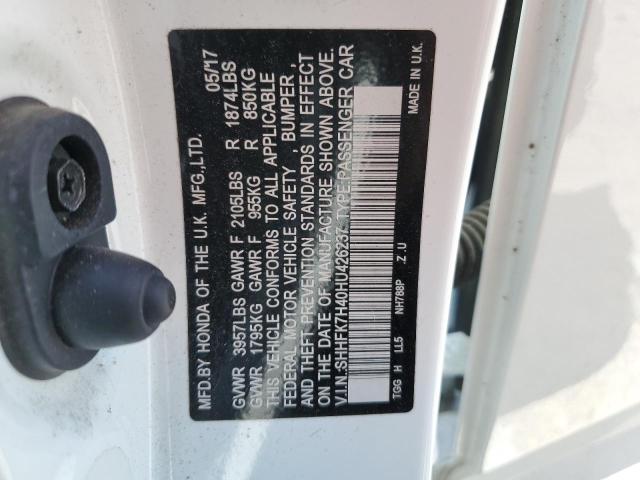 MFD.BY HONDA OF THE U.K. MFG.,LTD. 05/17
GVWR 3957LBS GAWR F 2105LBS R 1874LBS
GVWR 1795KG GAWR F 955KG R 850KG
THIS VEHICLE CONFORMS TO ALL APPLICABLE
FEDERAL MOTOR VEHICLE SAFETY , BUMPER ,
AND THEFT PREVENTION STANDARDS IN EFFECT
ON THE DATE OF MANUFACTURE SHOWN ABOVE.
V.I.N.:SHHFK7H40HU426237 TYPE:PASSENGER CAR
TGG H LL5 NH788P .Z .U MADE IN U.K.